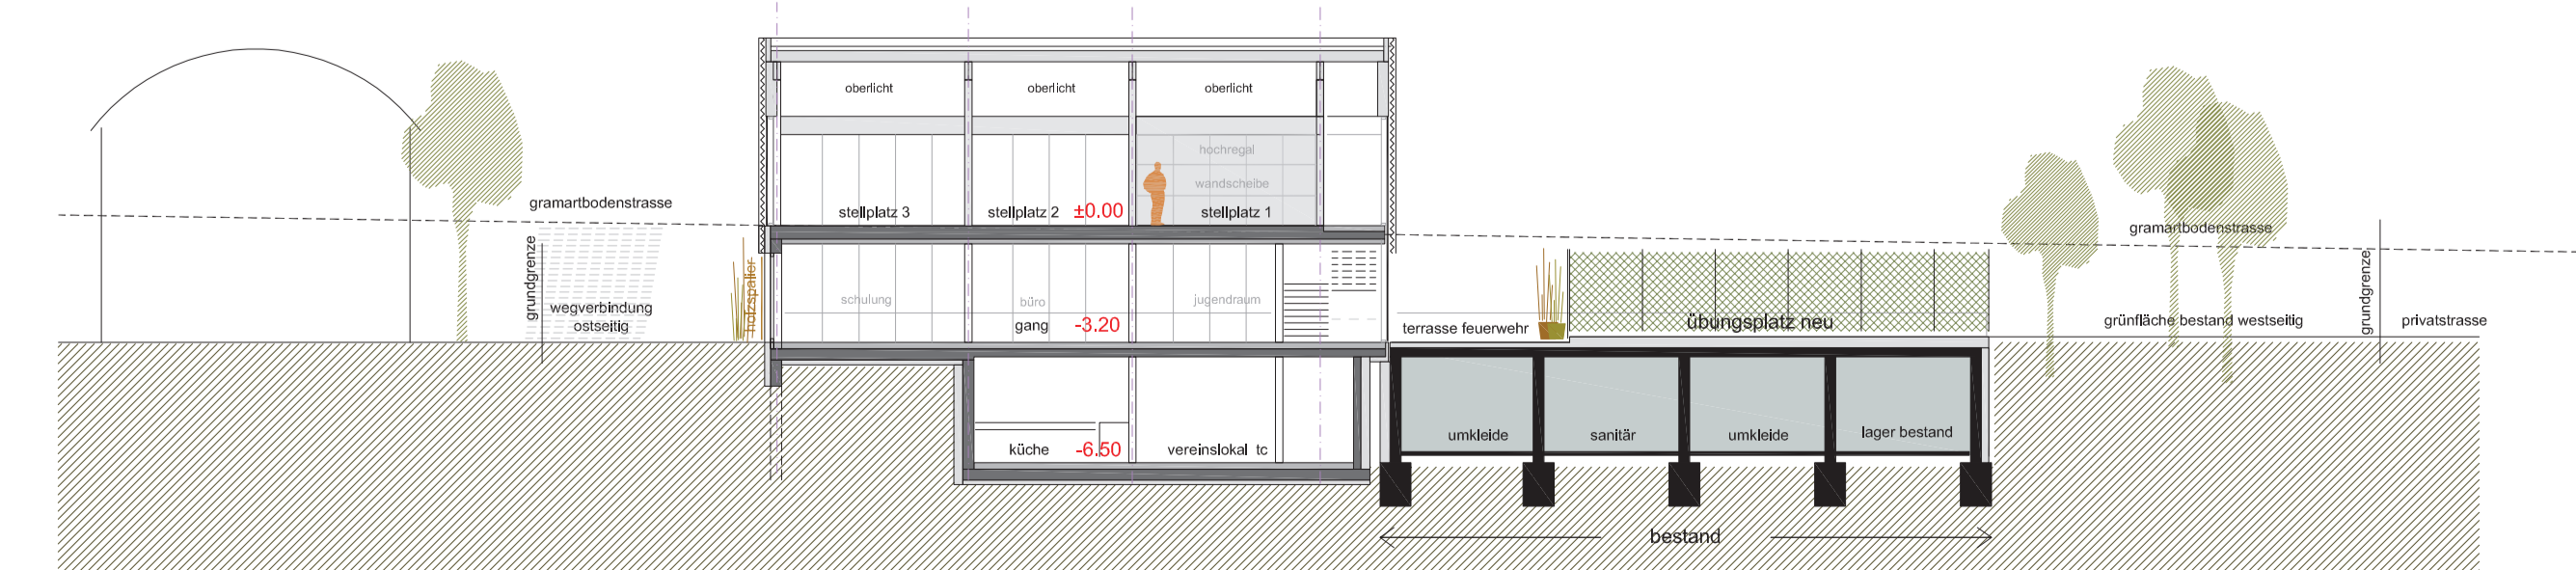 oberlicht oberlicht oberlicht
hochregal
wandscheibe
gramartbodenstrasse
stellplatz 3 stellplatz 2 ±0.00 stellplatz 1
gramartbodenstrasse
grundgrenze
wegverbindung
ostseitig
holzspalier
schulung büro jugendraum
gang -3.20
terrasse feuerwehr
übungsplatz neu
grünfläche bestand westseitig
grundgrenze
privatstrasse
küche -6.50 vereinslokal tc
umkleide sanitär umkleide lager bestand
bestand